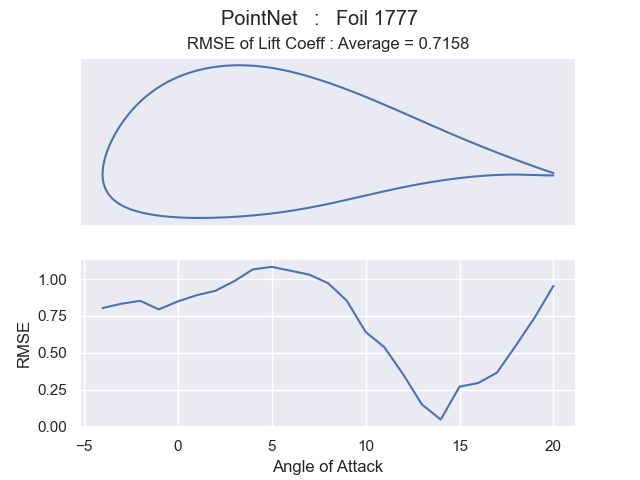 PointNet : Foil 1777
RMSE of Lift Coeff : Average = 0.7158
1.00
0.75
0.50
0.25
0.00
RMSE
−5 0 5 10 15 20
Angle of Attack